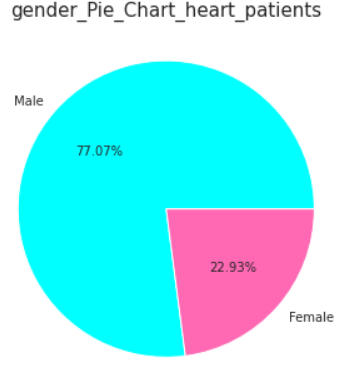 gender_Pie_Chart_heart_patients
Male
77.07%
22.93%
Female